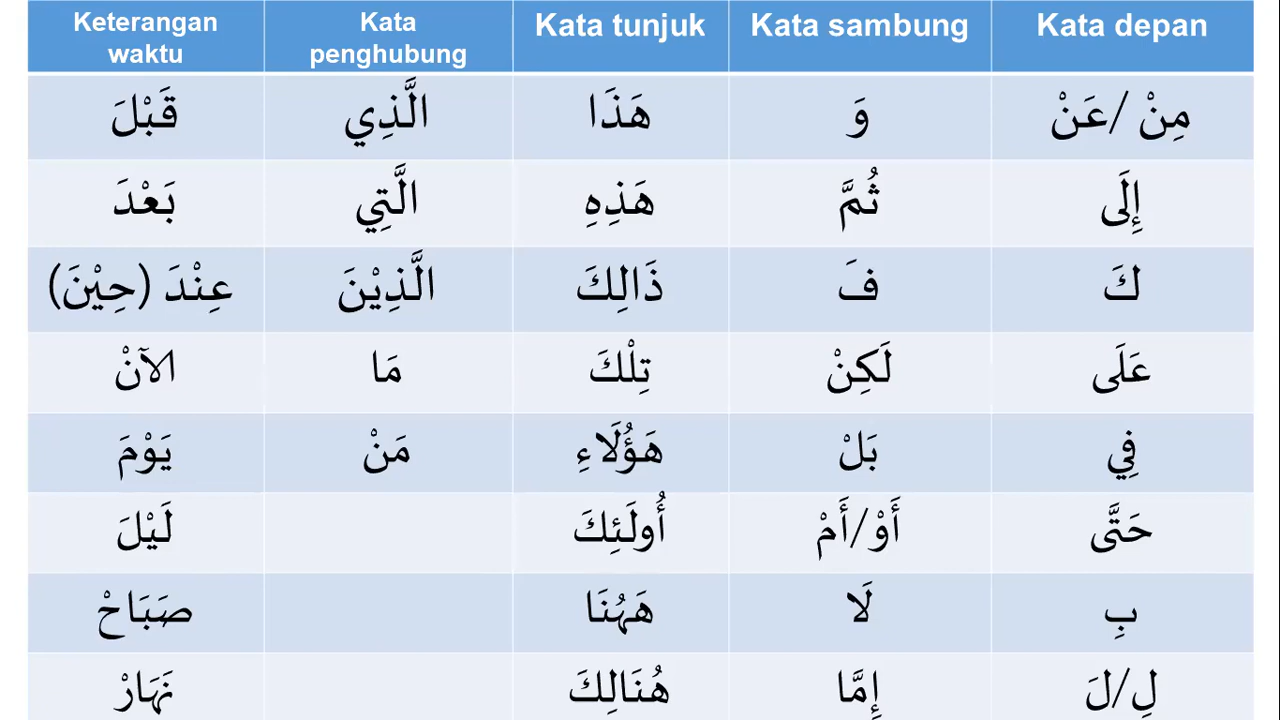 Keterangan waktu | Kata penghubung | Kata tunjuk | Kata sambung | Kata depan
قَبْلَ | الَّذِي | هَذَا | وَ | مِنْ /عَنْ
بَعْدَ | الَّتِي | هَذِهِ | ثُمَّ | إِلَى
عِنْدَ (حِيْنَ) | الَّذِيْنَ | ذَالِكَ | فَ | كَ
الآنْ | مَا | تِلْكَ | لَكِنْ | عَلَى
يَوْمَ | مَنْ | هَؤُلَاءِ | بَلْ | فِي
لَيْلَ | أُولَئِكَ | أَوْ/أَمْ | حَتَّى
صَبَاحْ | هَهُنَا | لَا | بِ
نَهَارْ | هُنَالِكَ | إِمَّا | لِ/لَ